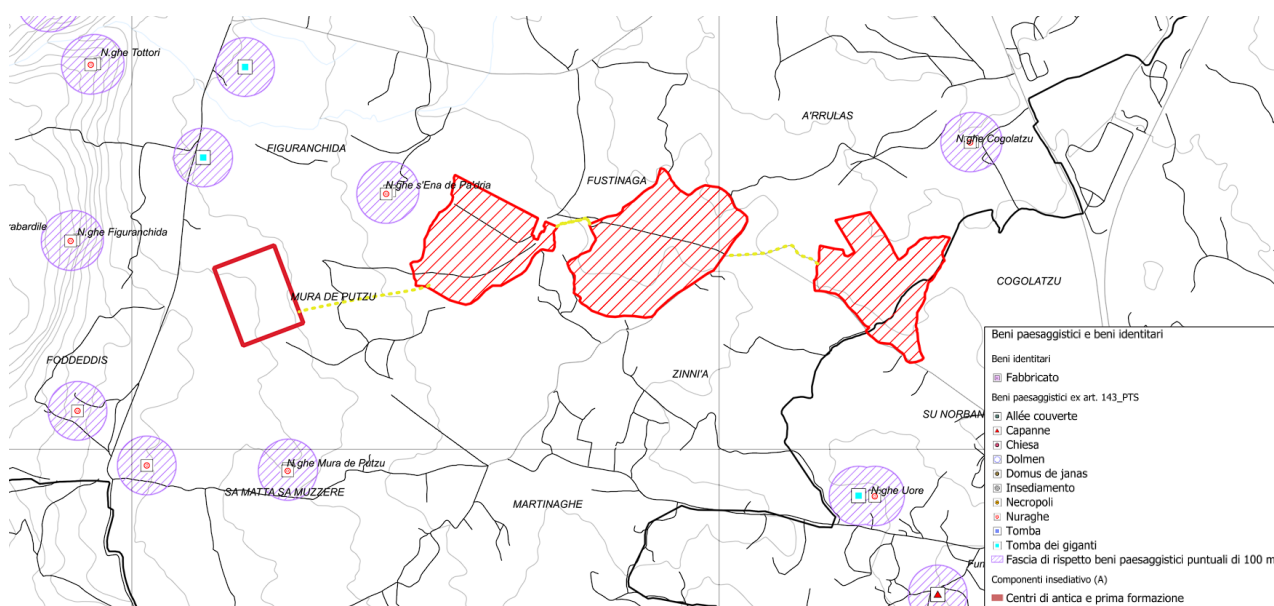 N.ghe Tottori
A'RRULAS
N.ghe Cogolatzu
FIGURANCHIDA
N.ghe s'Ena de Pa'dria
FUSTINAGA
rabardile
N.ghe Figuranchida
MURA DE PUTZU
COGOLATZU
FODDEDDIS
ZINNI'A
SU NORBAN
N.ghe Mura de Putzu
SA MATTA SA MUZZERE
MARTINAGHE
N.ghe Uore
Fun
Beni paesaggistici e beni identitari
Beni identitari
Fabbricato
Beni paesaggistici ex art. 143_PTS
Allée couverte
Capanne
Chiesa
Dolmen
Domus de janas
Insediamento
Necropoli
Nuraghe
Tomba
Tomba dei giganti
Fascia di rispetto beni paesaggistici puntuali di 100 m
Componenti insediativo (A)
Centri di antica e prima formazione